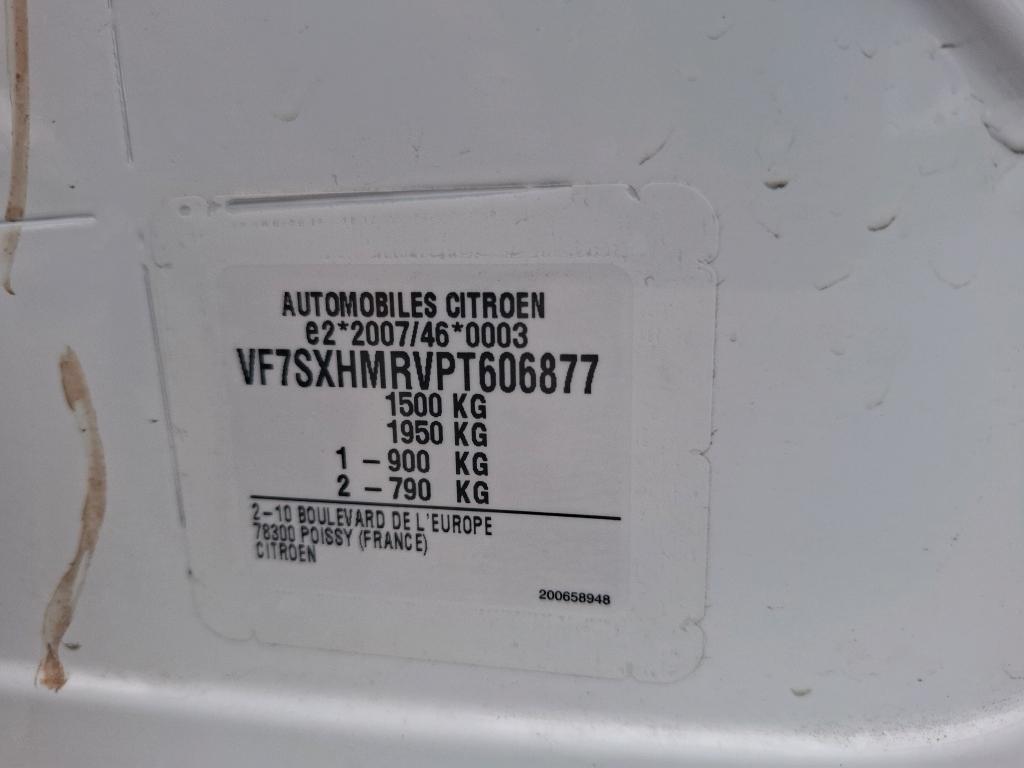 AUTOMOBILES CITROEN
e2*2007/46*0003
VF7SXHMRVPT606877
1500 KG
1950 KG
1 – 900 KG
2 – 790 KG
2–10 BOULEVARD DE L'EUROPE
78300 POISSY (FRANCE)
CITROEN
200658948